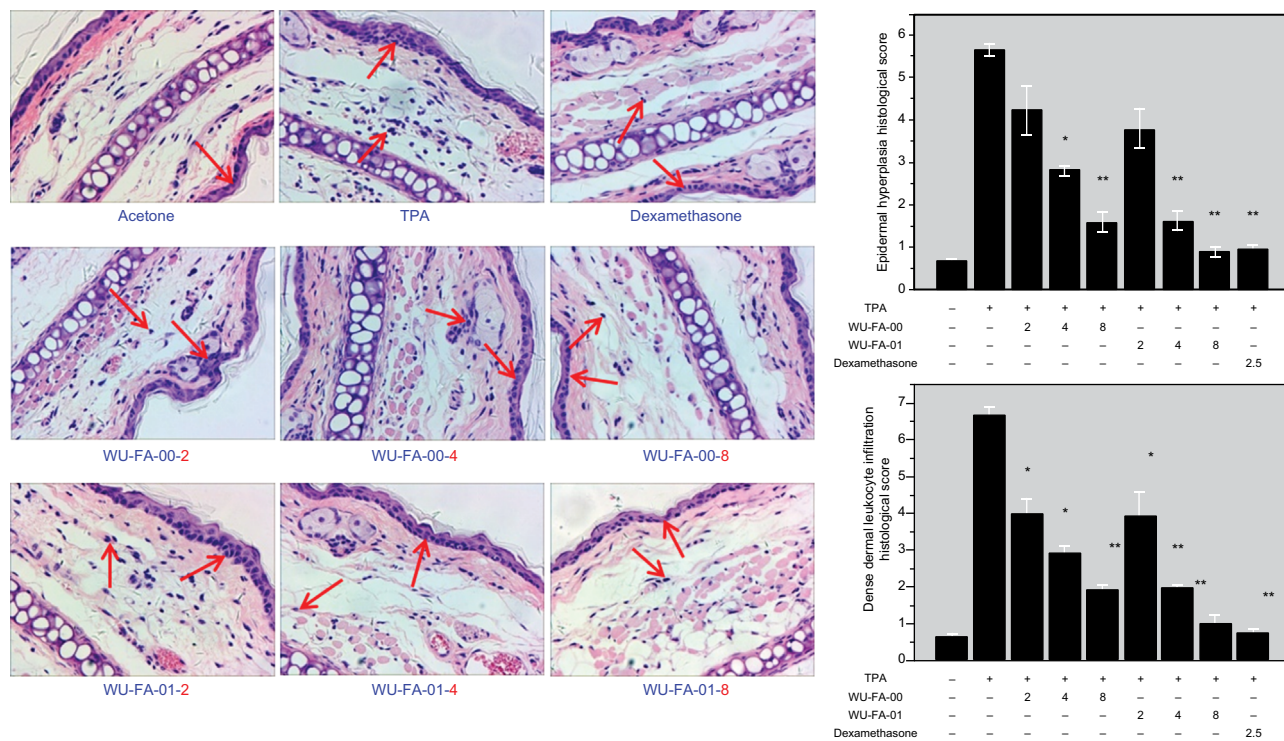 Acetone TPA Dexamethasone
WU-FA-00-2 WU-FA-00-4 WU-FA-00-8
WU-FA-01-2 WU-FA-01-4 WU-FA-01-8
Epidermal hyperplasia histological score
6
5
4
3
2
1
0
* ** ** ** **
TPA – + + + + + + + +
WU-FA-00 – – 2 4 8 – – – –
WU-FA-01 – – – – – 2 4 8 –
Dexamethasone – – – – – – – – 2.5
Dense dermal leukocyte infiltration
histological score
7
6
5
4
3
2
1
0
* * ** * ** ** **
TPA – + + + + + + + +
WU-FA-00 – – 2 4 8 – – – –
WU-FA-01 – – – – – 2 4 8 –
Dexamethasone – – – – – – – – 2.5